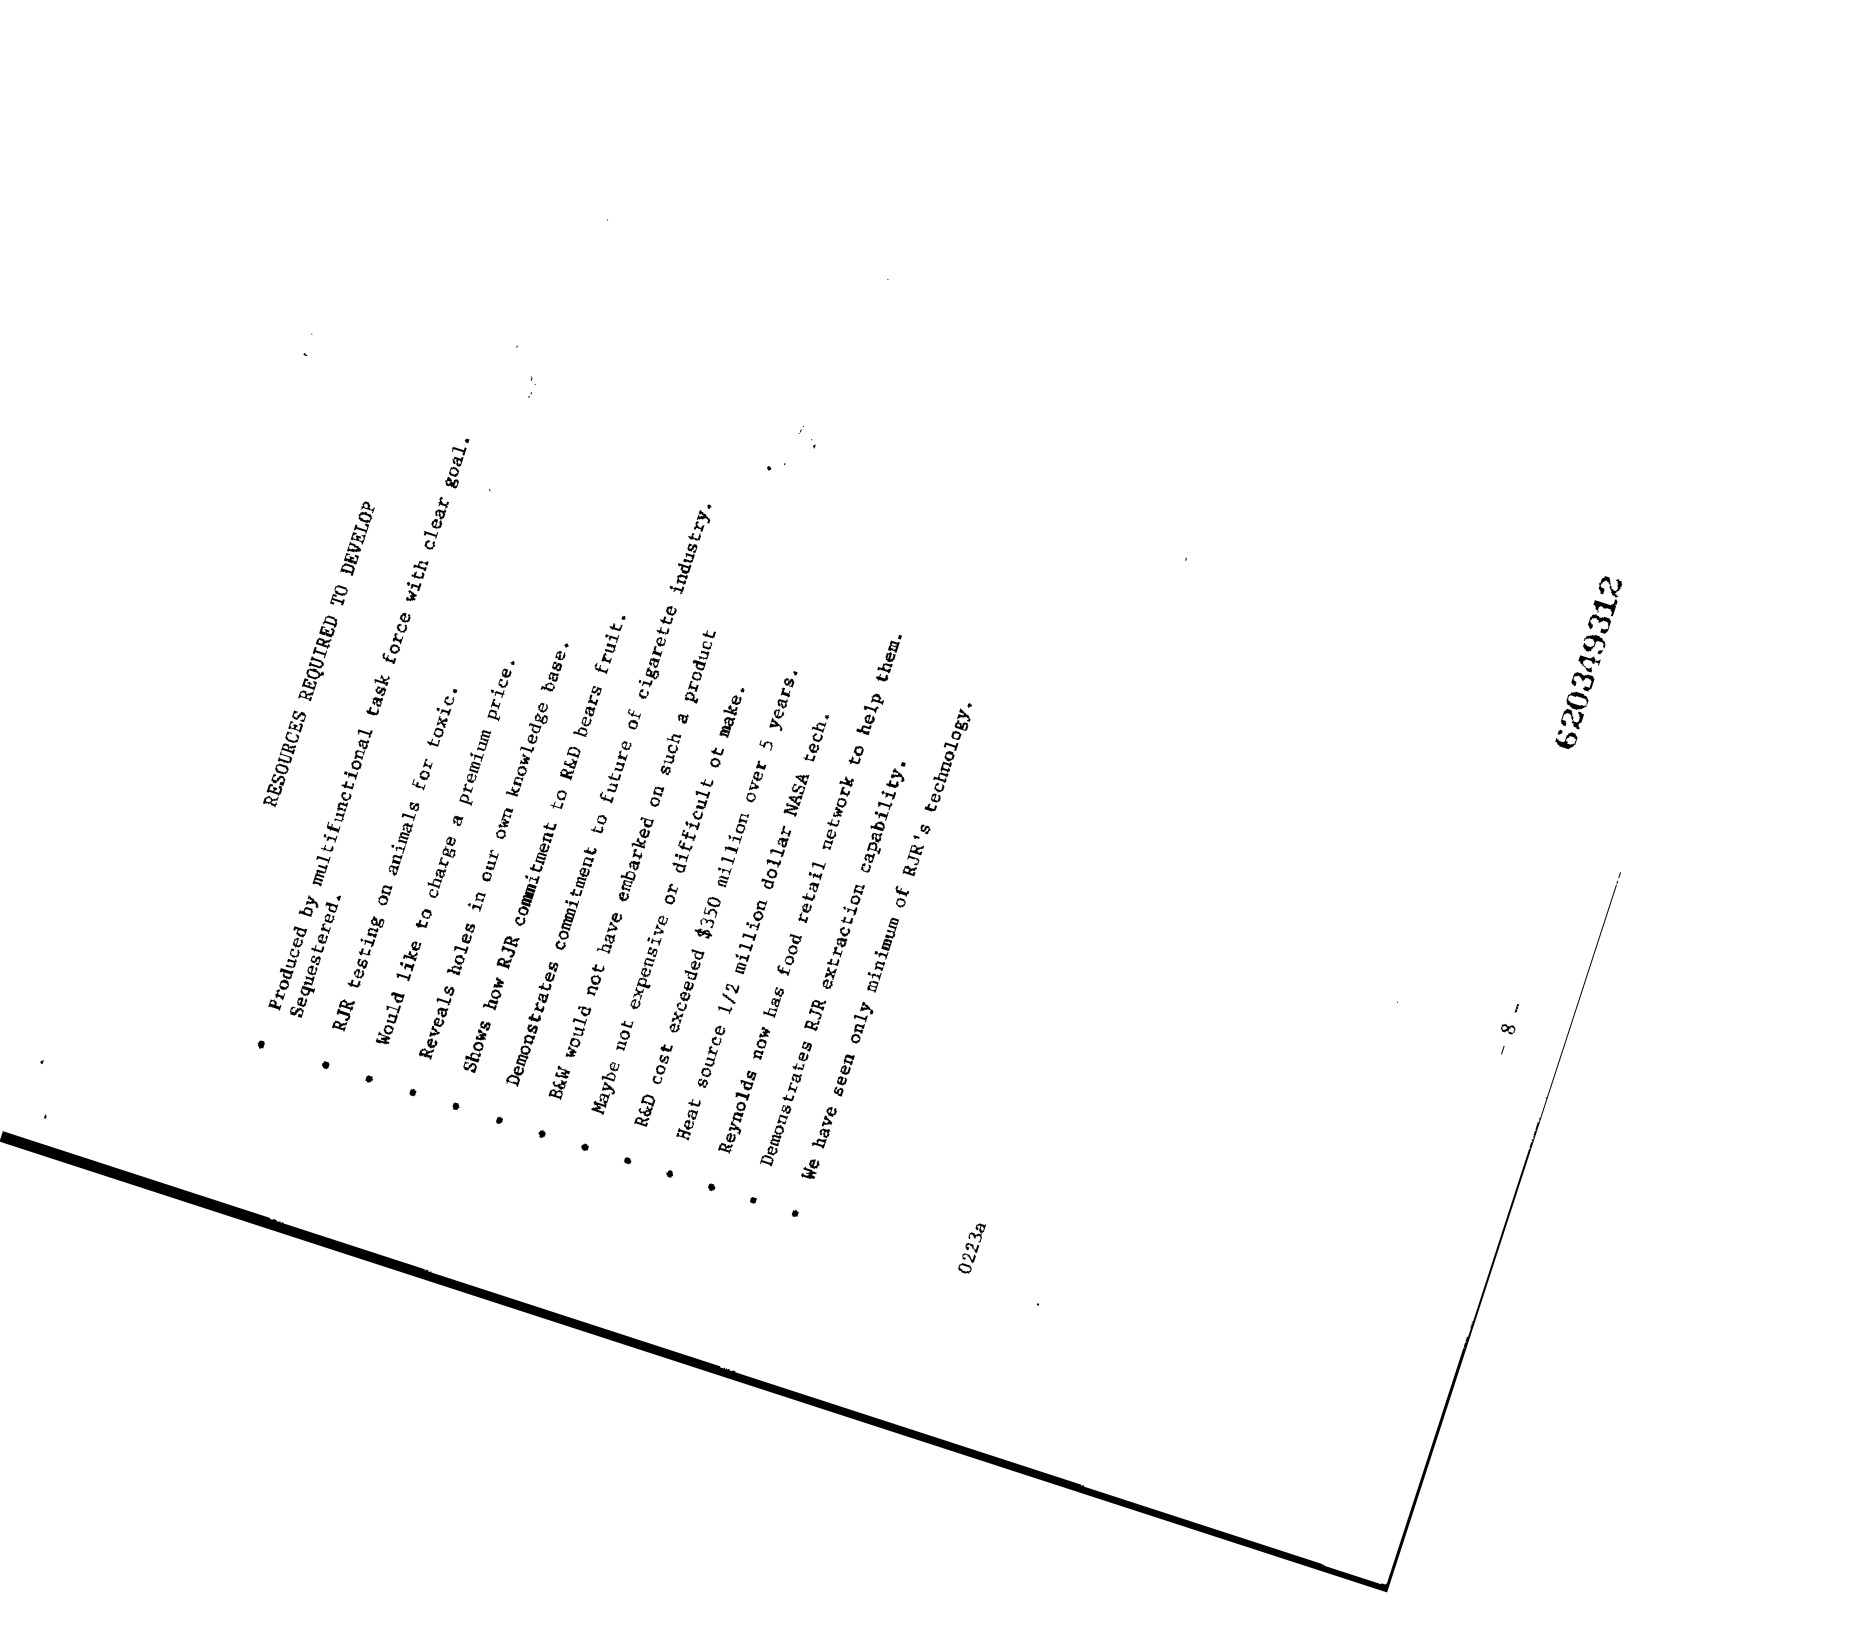 RESOURCES REQUIRED TO DEVELOP
• Produced by multifunctional task force with clear goal.
Sequestered.
• RJR testing on animals for toxic.
• Would like to charge a premium price.
• Reveals holes in our own knowledge base.
• Shows how RJR commitment to R&D bears fruit.
• Demonstrates commitment to future of cigarette industry.
• B&W would not have embarked on such a product
• Maybe not expensive or difficult ot make.
• R&D cost exceeded $350 million over 5 years.
• Heat source 1/2 million dollar NASA tech.
• Reynolds now has food retail network to help them.
• Demonstrates RJR extraction capability.
• We have seen only minimum of RJR's technology.
0223a
- 8 -
620349312